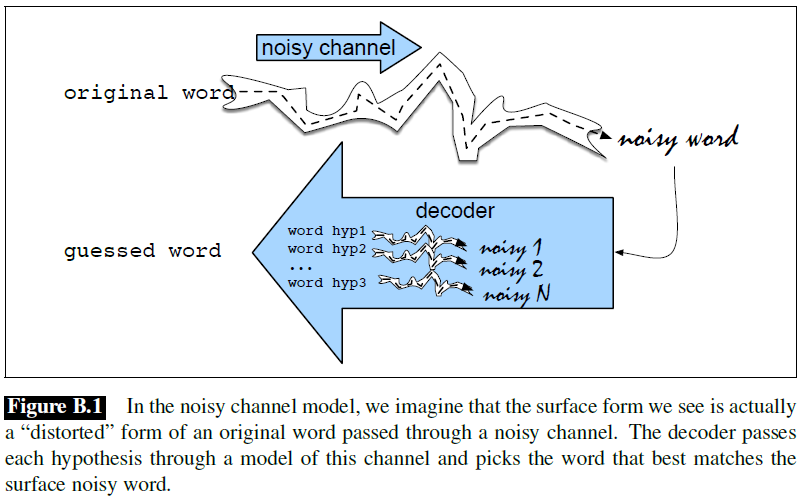 noisy channel
original word
noisy word
decoder
word hyp1
noisy 1
word hyp2
guessed word
noisy 2
...
word hyp3
noisy N
Figure B.1 In the noisy channel model, we imagine that the surface form we see is actually
a “distorted” form of an original word passed through a noisy channel. The decoder passes
each hypothesis through a model of this channel and picks the word that best matches the
surface noisy word.